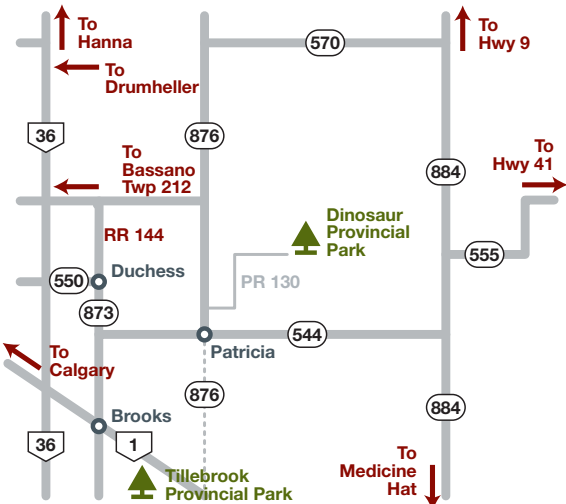 To
Hanna
To
Hwy 9
570
To
Drumheller
36
876
To
Bassano
Twp 212
884
To
Hwy 41
RR 144
Dinosaur
Provincial
Park
555
550
Duchess
PR 130
873
544
To
Calgary
Patricia
876
884
Brooks
36
1
To
Medicine
Hat
Tillebrook
Provincial Park